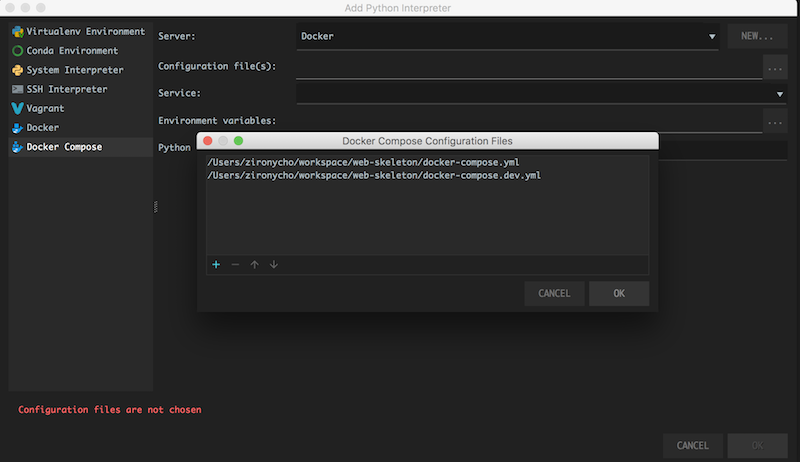 Add Python Interpreter
Virtualenv Environment
Conda Environment
System Interpreter
SSH Interpreter
Vagrant
Docker
Docker Compose
Server:
Docker
NEW...
Configuration file(s):
...
Service:
Environment variables:
...
Python
Docker Compose Configuration Files
/Users/zironycho/workspace/web-skeleton/docker-compose.yml
/Users/zironycho/workspace/web-skeleton/docker-compose.dev.yml
CANCEL
OK
Configuration files are not chosen
CANCEL
OK